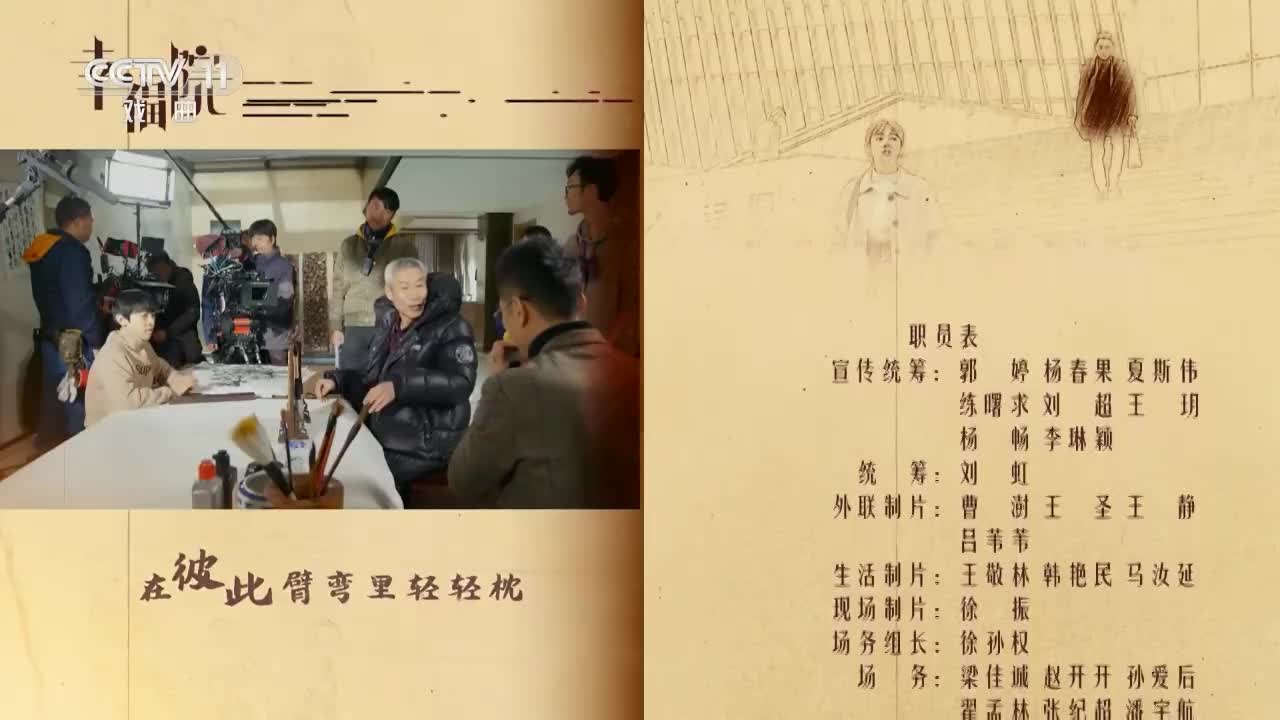 幸福院
CCTV 11
戏曲
在彼此臂弯里轻轻枕
职员表
宣传统筹：郭 婷 杨春果 夏斯伟
练曙求 刘 超 王 玥
杨 畅 李琳颖
统 筹：刘 虹
外联制片：曹 澍 王 圣 王 静
吕苇苇
生活制片：王敬林 韩艳民 马汝延
现场制片：徐 振
场务组长：徐孙权
场 务：梁佳诚 赵开开 孙爱后
翟孟林 张纪超 潘宇航